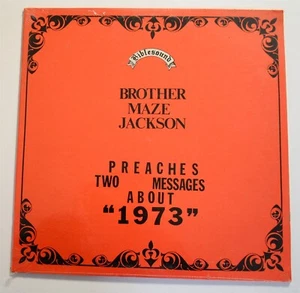 Biblesound
BROTHER
MAZE
JACKSON
PREACHES
TWO MESSAGES
ABOUT
"1973"